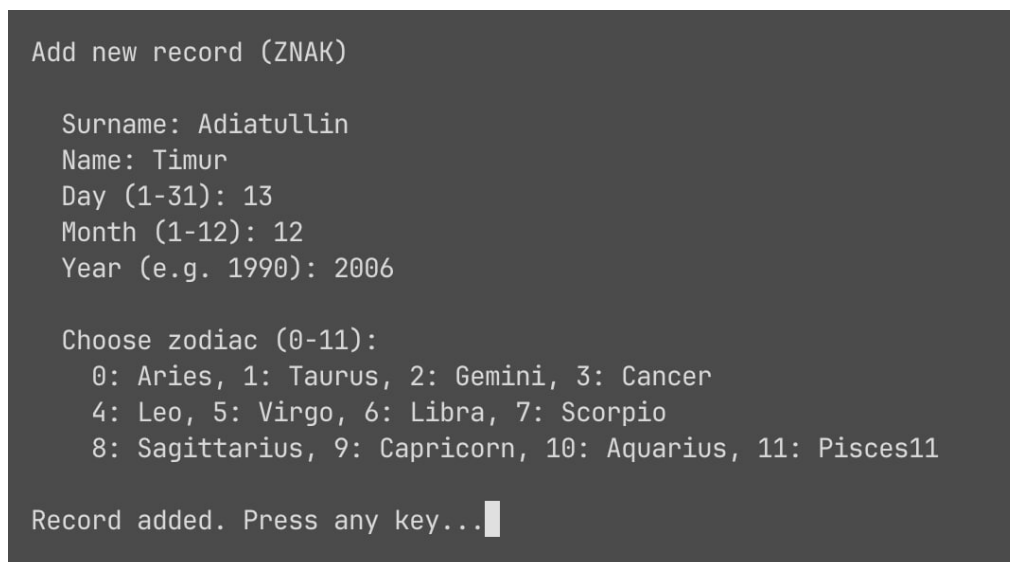 Add new record (ZNAK)
Surname: Adiatullin
Name: Timur
Day (1-31): 13
Month (1-12): 12
Year (e.g. 1990): 2006
Choose zodiac (0-11):
0: Aries, 1: Taurus, 2: Gemini, 3: Cancer
4: Leo, 5: Virgo, 6: Libra, 7: Scorpio
8: Sagittarius, 9: Capricorn, 10: Aquarius, 11: Pisces11
Record added. Press any key...